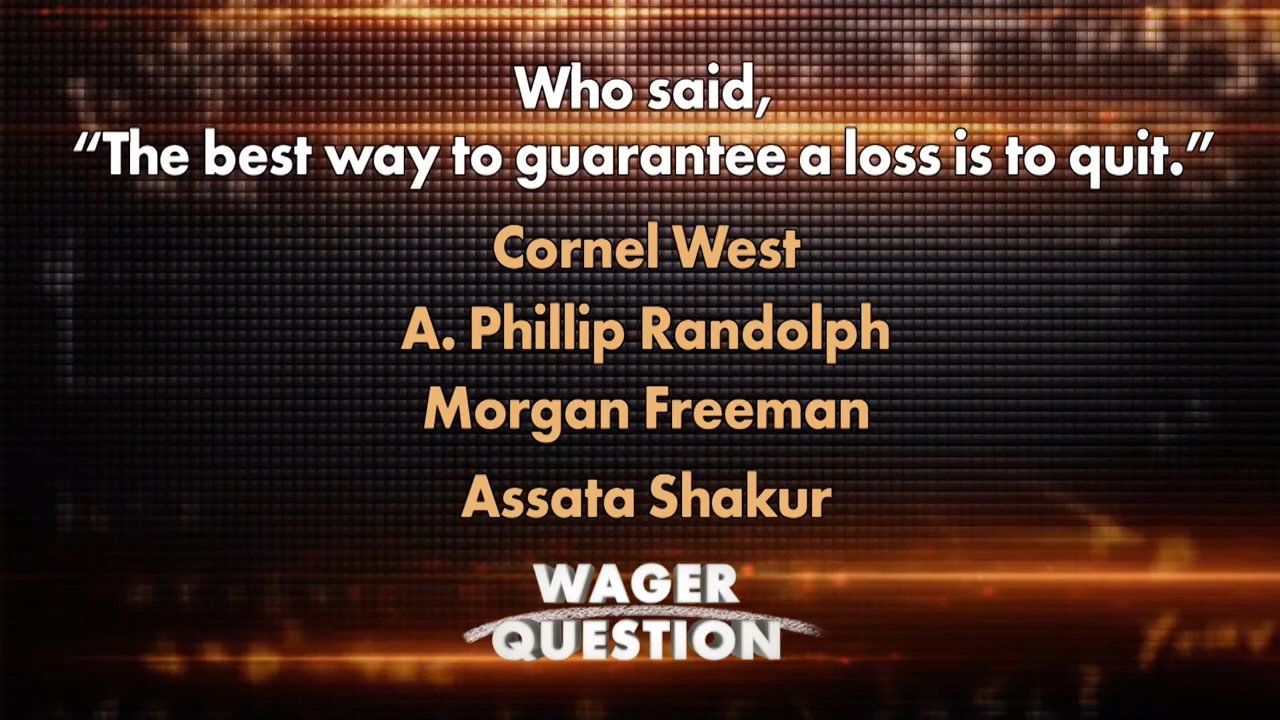 Who said,
“The best way to guarantee a loss is to quit.”
Cornel West
A. Phillip Randolph
Morgan Freeman
Assata Shakur
WAGER
QUESTION